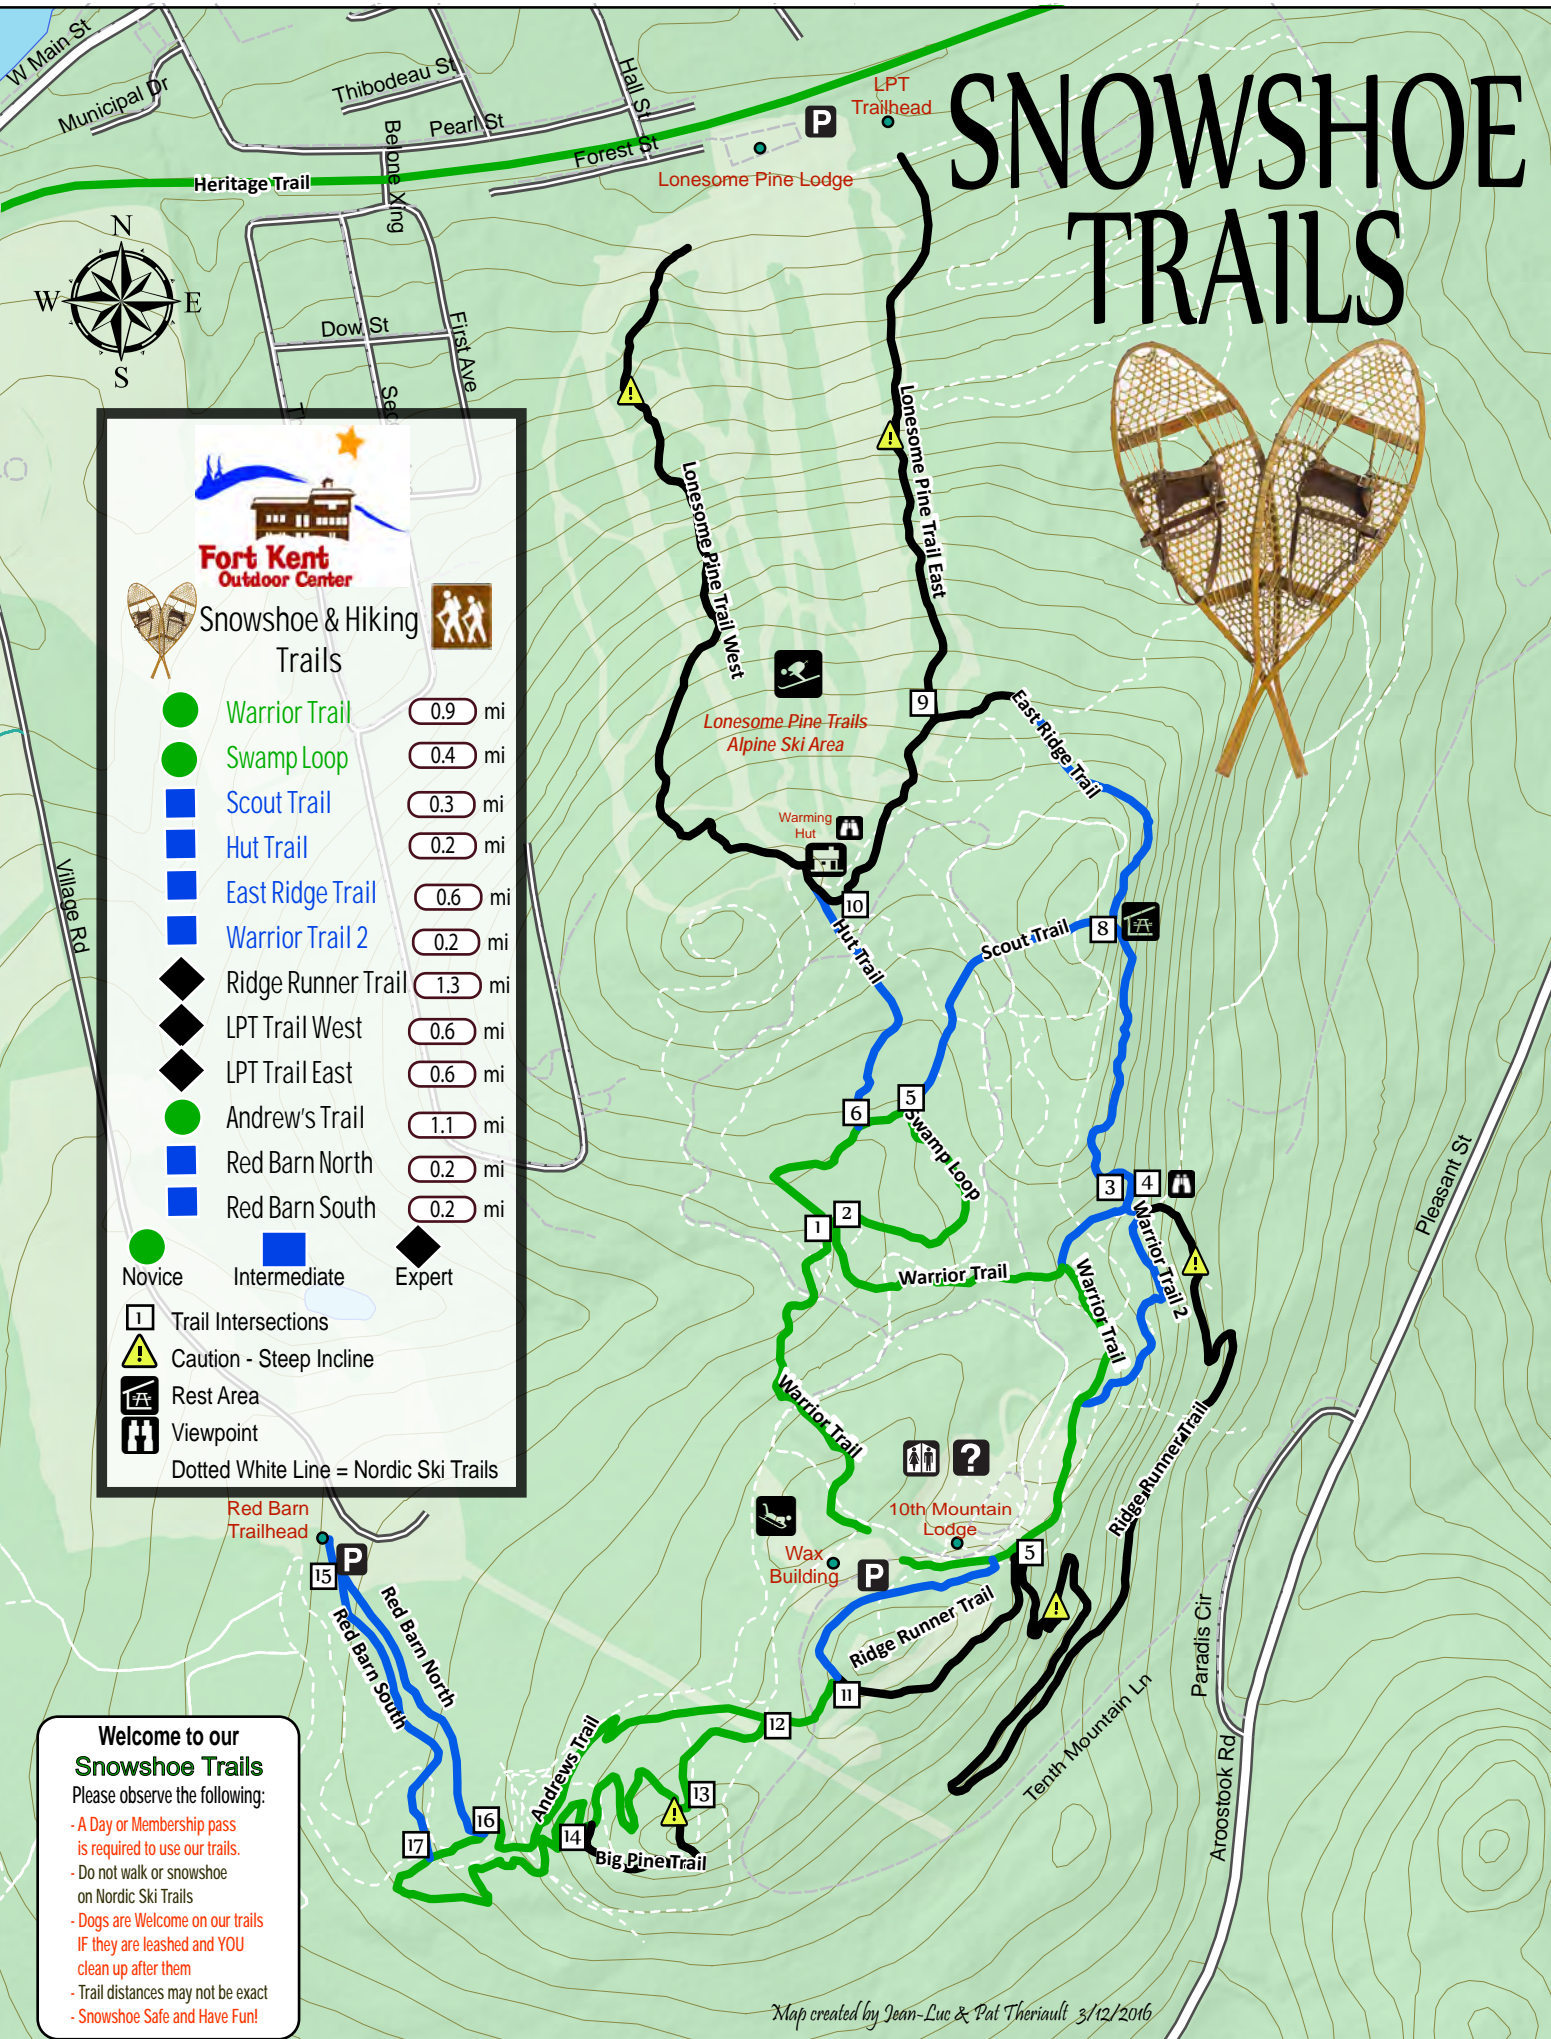 SNOWSHOE
TRAILS
W Main St
Municipal Dr
Thibodeau St
Pearl St
Hall St
Forest St
Belone Xing
Heritage Trail
P
LPT
Trailhead
Lonesome Pine Lodge
N
W
E
S
Dow St
First Ave
Sec
Lonesome Pine Trail West
Lonesome Pine Trail East
Lonesome Pine Trails
Alpine Ski Area
9
East Ridge Trail
Warming
Hut
10
Hut Trail
Scout Trail
8
5
6
Swamp Loop
3
4
2
1
Warrior Trail
Warrior Trail
Warrior Trail 2
Warrior Trail
10th Mountain
Lodge
?
Wax
Building
P
5
Ridge Runner Trail
Ridge Runner Trail
11
12
Andrews Trail
13
14
Big Pine Trail
16
17
Red Barn
Trailhead
15
P
Red Barn North
Red Barn South
Village Rd
Pleasant St
Paradis Cir
Tenth Mountain Ln
Aroostook Rd
Fort Kent
Outdoor Center
Snowshoe & Hiking
Trails
Warrior Trail 0.9 mi
Swamp Loop 0.4 mi
Scout Trail 0.3 mi
Hut Trail 0.2 mi
East Ridge Trail 0.6 mi
Warrior Trail 2 0.2 mi
Ridge Runner Trail 1.3 mi
LPT Trail West 0.6 mi
LPT Trail East 0.6 mi
Andrew's Trail 1.1 mi
Red Barn North 0.2 mi
Red Barn South 0.2 mi
Novice Intermediate Expert
1 Trail Intersections
! Caution - Steep Incline
Rest Area
Viewpoint
Dotted White Line = Nordic Ski Trails
Welcome to our
Snowshoe Trails
Please observe the following:
- A Day or Membership pass
is required to use our trails.
- Do not walk or snowshoe
on Nordic Ski Trails
- Dogs are Welcome on our trails
IF they are leashed and YOU
clean up after them
- Trail distances may not be exact
- Snowshoe Safe and Have Fun!
Map created by Jean-Luc & Pat Theriault 3/12/2016